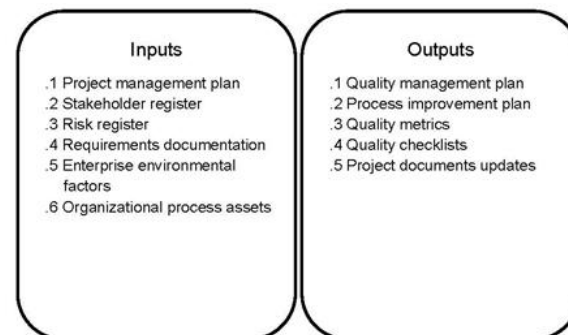 Inputs
.1 Project management plan
.2 Stakeholder register
.3 Risk register
.4 Requirements documentation
.5 Enterprise environmental
factors
.6 Organizational process assets
Outputs
.1 Quality management plan
.2 Process improvement plan
.3 Quality metrics
.4 Quality checklists
.5 Project documents updates